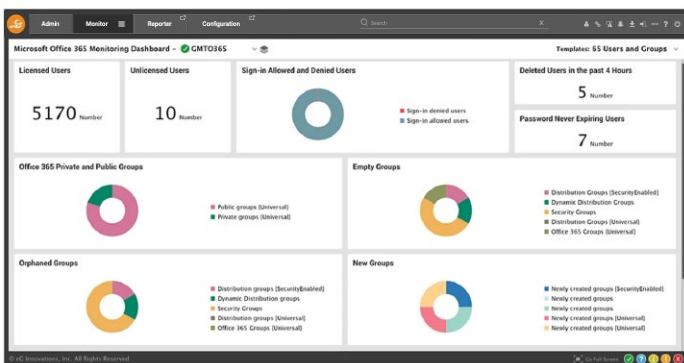 Admin
Monitor
Reporter
Configuration
Search
X
Microsoft Office 365 Monitoring Dashboard - GMTO365
Templates: 55 Users and Groups
Licensed Users
5170 Number
Unlicensed Users
10 Number
Sign-in Allowed and Denied Users
Sign-in denied users
Sign-in allowed users
Deleted Users in the past 4 Hours
5 Number
Password Never Expiring Users
7 Number
Office 365 Private and Public Groups
Public groups [Universal]
Private groups [Universal]
Empty Groups
Distribution Groups [SecurityEnabled]
Dynamic Distribution Groups
Security Groups
Distribution Groups [Universal]
Office 365 Groups [Universal]
Orphaned Groups
Distribution groups [SecurityEnabled]
Dynamic Distribution groups
Security Groups
Distribution groups [Universal]
Office 365 Groups [Universal]
New Groups
Newly created groups [SecurityEnabled]
Newly created groups
Newly created groups
Newly created groups [Universal]
Newly created groups [Universal]
© eG Innovations, Inc. All Rights Reserved
Go Full Screen